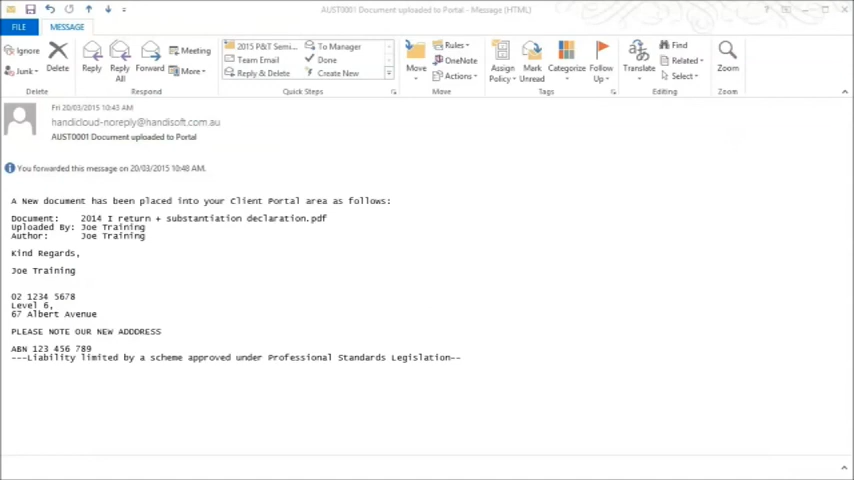 AUST0001 Document uploaded to Portal - Message (HTML)
FILE MESSAGE
Ignore
Junk
Delete
Reply
Reply All
Forward
Meeting
More
2015 P&T Semi...
Team Email
Reply & Delete
To Manager
Done
Create New
Move
Rules
OneNote
Actions
Assign Policy
Mark Unread
Categorize
Follow Up
Translate
Find
Related
Select
Zoom
Delete Respond Quick Steps Move Tags Editing Zoom
Fri 20/03/2015 10:43 AM
handicloud-noreply@handisoft.com.au
AUST0001 Document uploaded to Portal
You forwarded this message on 20/03/2015 10:48 AM.
A New document has been placed into your Client Portal area as follows:
Document: 2014 I return + substantiation declaration.pdf
Uploaded By: Joe Training
Author: Joe Training
Kind Regards,
Joe Training
02 1234 5678
Level 6,
67 Albert Avenue
PLEASE NOTE OUR NEW ADDDRESS
ABN 123 456 789
---Liability limited by a scheme approved under Professional Standards Legislation--